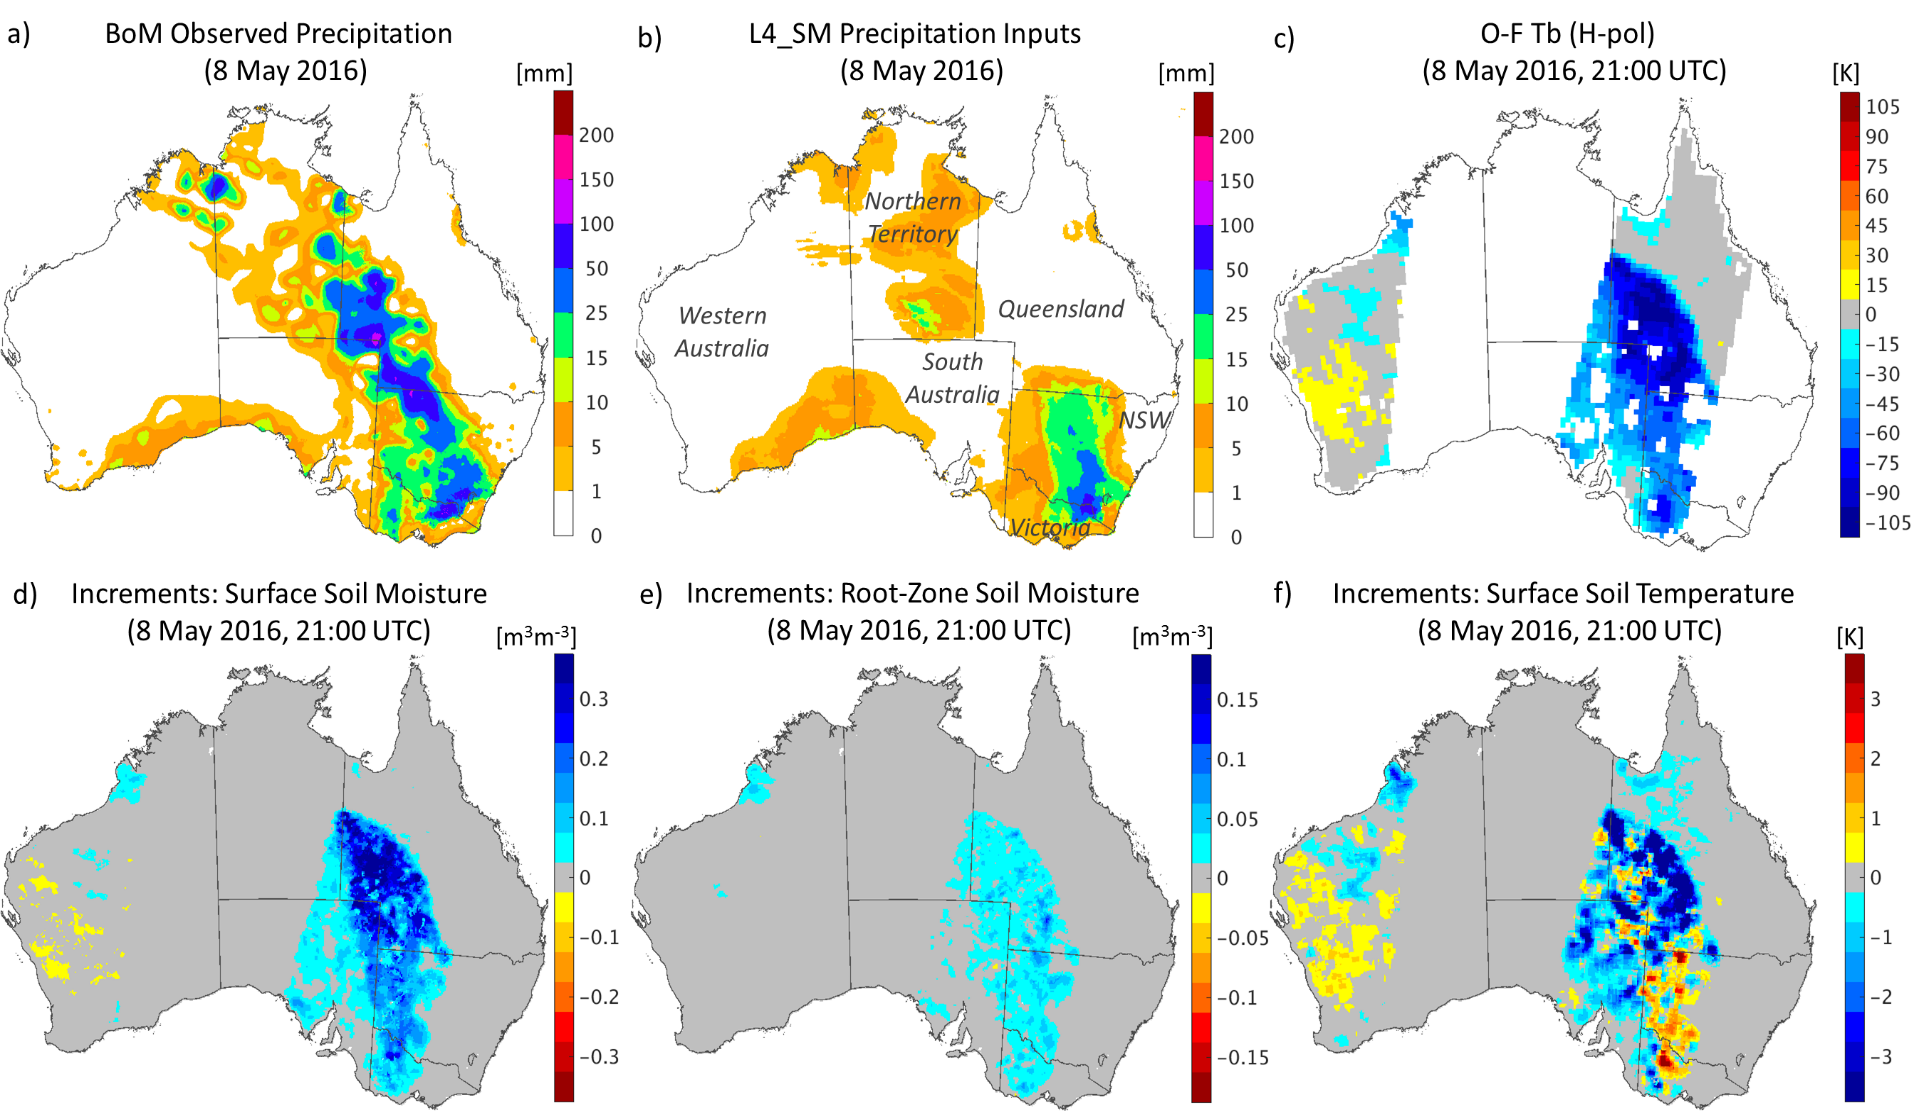 a) BoM Observed Precipitation
(8 May 2016)
[mm]
200
150
100
50
25
15
10
5
1
0
b) L4_SM Precipitation Inputs
(8 May 2016)
[mm]
Northern
Territory
Western
Australia
Queensland
South
Australia
NSW
Victoria
200
150
100
50
25
15
10
5
1
0
c) O-F Tb (H-pol)
(8 May 2016, 21:00 UTC)
[K]
105
90
75
60
45
30
15
0
-15
-30
-45
-60
-75
-90
-105
d) Increments: Surface Soil Moisture
(8 May 2016, 21:00 UTC)
[m³m⁻³]
0.3
0.2
0.1
0
-0.1
-0.2
-0.3
e) Increments: Root-Zone Soil Moisture
(8 May 2016, 21:00 UTC)
[m³m⁻³]
0.15
0.1
0.05
0
-0.05
-0.1
-0.15
f) Increments: Surface Soil Temperature
(8 May 2016, 21:00 UTC)
[K]
3
2
1
0
-1
-2
-3